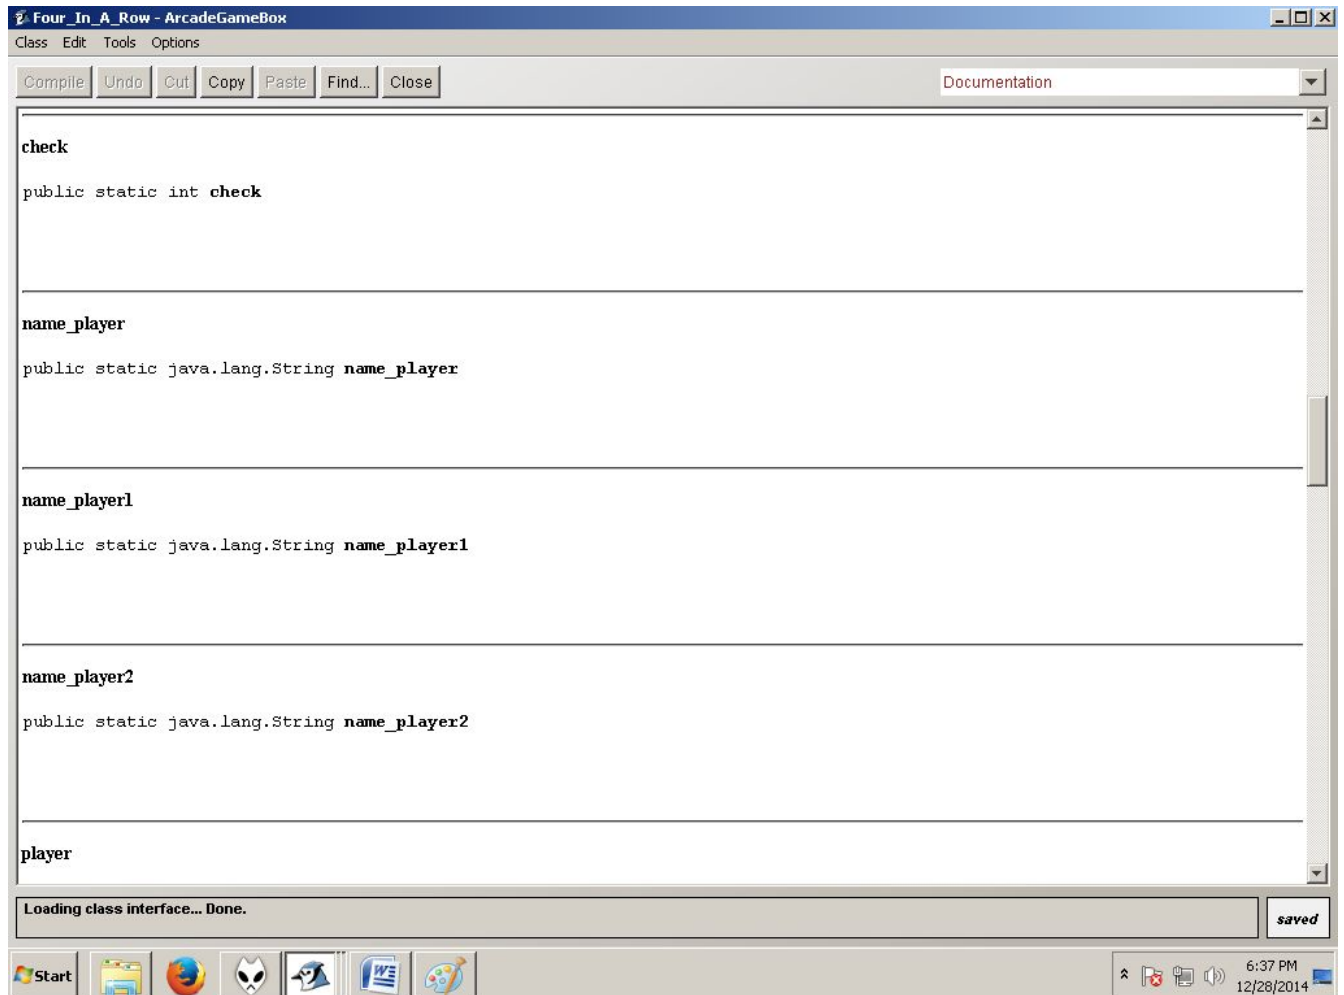 Four_In_A_Row - ArcadeGameBox
Class Edit Tools Options
Compile Undo Cut Copy Paste Find... Close Documentation
check
public static int check
name_player
public static java.lang.String name_player
name_player1
public static java.lang.String name_player1
name_player2
public static java.lang.String name_player2
player
Loading class interface... Done.
saved
Start
6:37 PM
12/28/2014